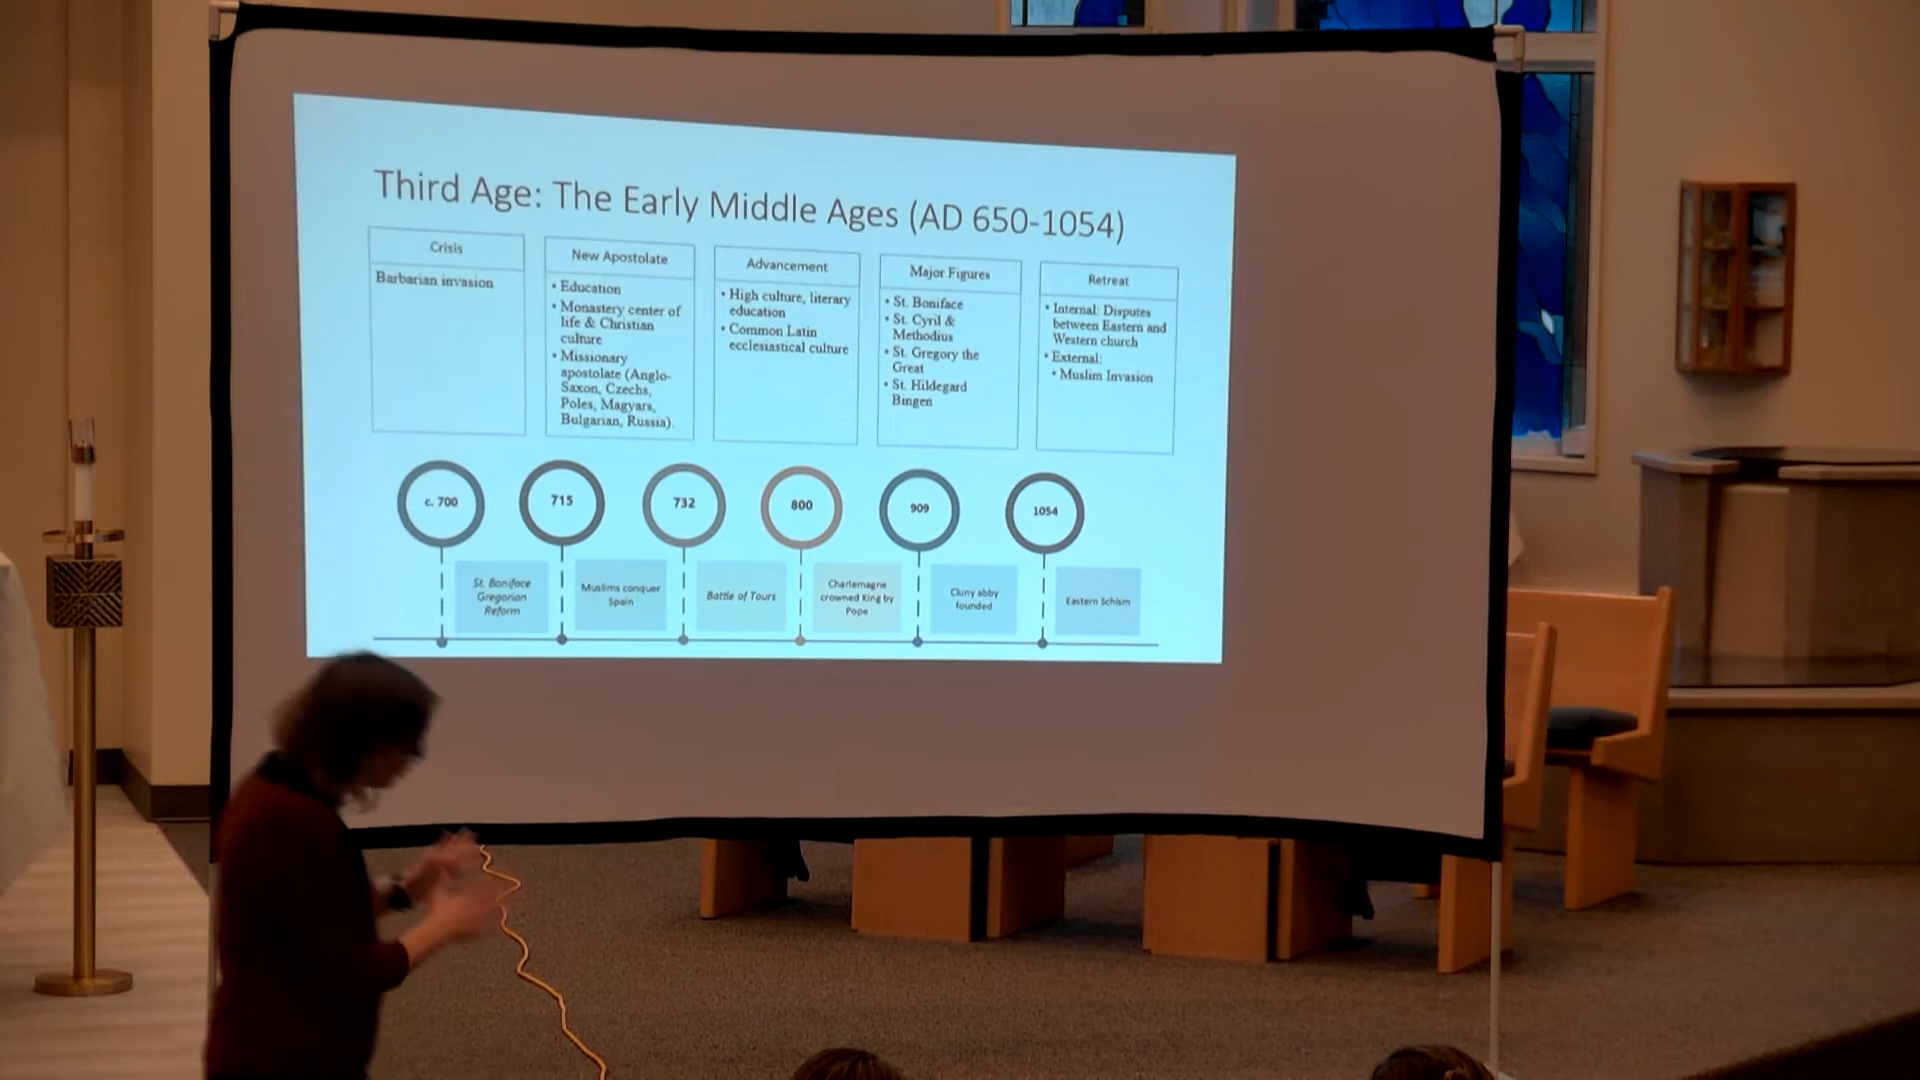 Third Age: The Early Middle Ages (AD 650-1054)
Crisis
Barbarian invasion
New Apostolate
• Education
• Monastery center of
life & Christian
culture
• Missionary
apostolate (Anglo-
Saxon, Czechs,
Poles, Magyars,
Bulgarian, Russia).
Advancement
• High culture, literary
education
• Common Latin
ecclesiastical culture
Major Figures
• St. Boniface
• St. Cyril &
Methodius
• St. Gregory the
Great
• St. Hildegard
Bingen
Retreat
• Internal: Disputes
between Eastern and
Western church
• External:
• Muslim Invasion
c. 700
715
732
800
909
1054
St. Boniface
Gregorian
Reform
Muslims conquer
Spain
Battle of Tours
Charlemagne
crowned King by
Pope
Cluny abby
founded
Eastern Schism